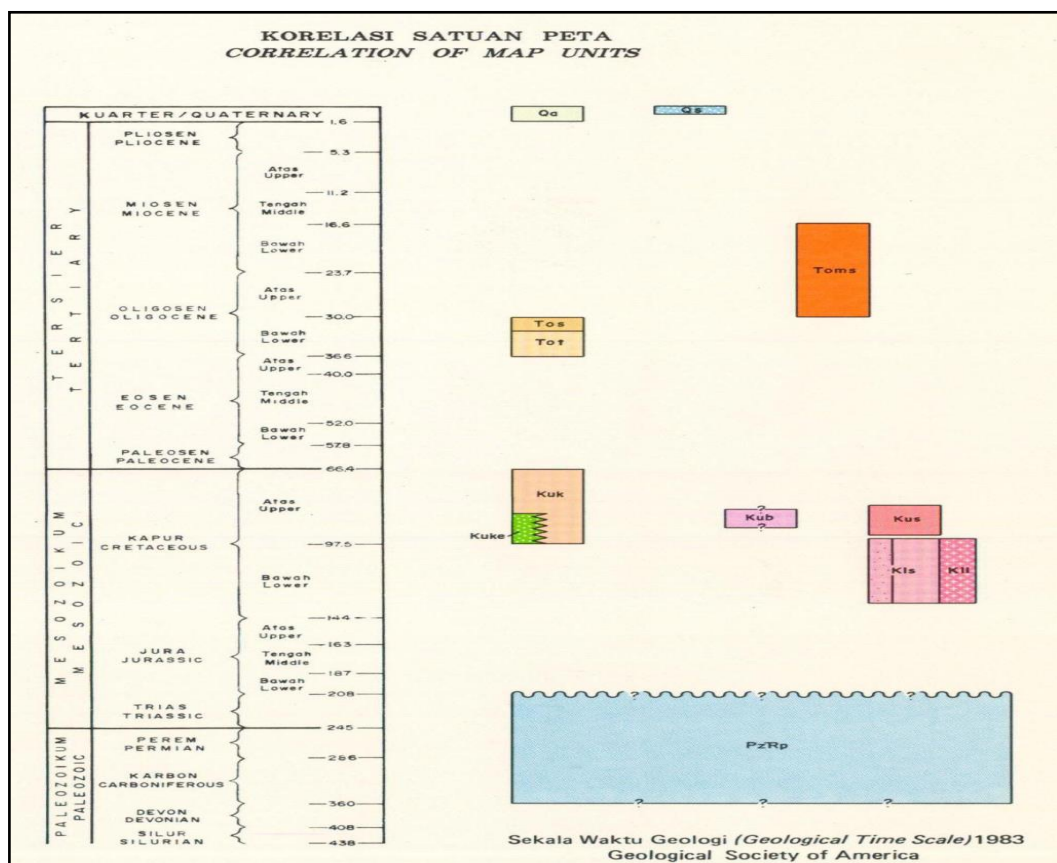 KORELASI SATUAN PETA
CORRELATION OF MAP UNITS
KUARTER/QUATERNARY
1.6
Qa
Qs
TERSIER
TERTIARY
PLIOSEN
PLIOCENE
5.3
MIOSEN
MIOCENE
Atas
Upper
11.2
Tengah
Middle
16.6
Bawah
Lower
23.7
Toms
OLIGOSEN
OLIGOCENE
Atas
Upper
30.0
Bawah
Lower
36.6
Tos
Tot
EOSEN
EOCENE
Atas
Upper
40.0
Tengah
Middle
52.0
Bawah
Lower
57.8
PALEOSEN
PALEOCENE
66.4
MESOZOIKUM
MESOZOIC
KAPUR
CRETACEOUS
Atas
Upper
97.5
Bawah
Lower
144
Kuk
Kuke
?
Kub
?
Kus
Kls
Kll
JURA
JURASSIC
Atas
Upper
163
Tengah
Middle
187
Bawah
Lower
208
TRIAS
TRIASSIC
245
? ? ?
PALEOZOIKUM
PALEOZOIC
PEREM
PERMIAN
286
KARBON
CARBONIFEROUS
360
PzRp
? ? ?
DEVON
DEVONIAN
408
SILUR
SILURIAN
438
Sekala Waktu Geologi (Geological Time Scale) 1983
Geological Society of America